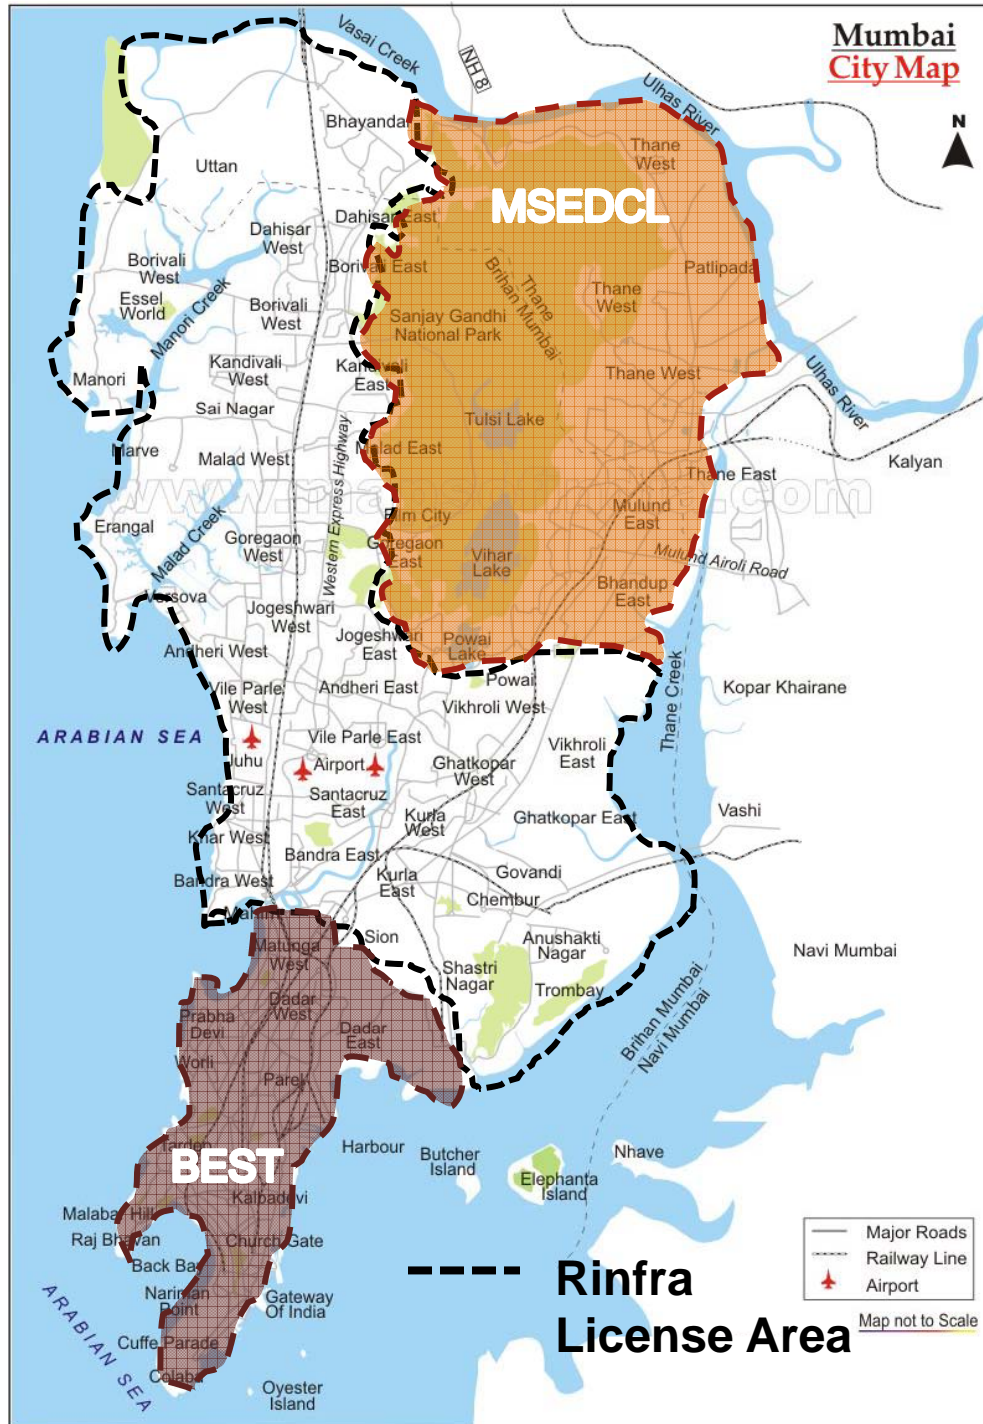 Mumbai
City Map
N
Vasai Creek
NH 8
Ulhas River
Bhayandar
Thane
West
Uttan
MSEDCL
Dahisar East
Dahisar
West
Borivali
West
Borivali East
Patlipada
Essel
World
Manori Creek
Borivali
West
Thane
Brihan Mumbai
Thane
West
Sanjay Gandhi
National Park
Manori
Kandivali
West
Kandivali
East
Thane West
Ulhas River
Sai Nagar
Tulsi Lake
Marve
Malad West
Western Express Highway
Malad East
Thane East
Kalyan
Erangal
Malad Creek
Goregaon
West
Film City
Goregaon
East
Vihar
Lake
Mulund
East
Mulund Airoli Road
Bhandup
East
Versova
Jogeshwari
West
Jogeshwari
East
Powai
Lake
Andheri West
Andheri East
Powai
Thane Creek
Kopar Khairane
Vile Parle
West
Vikhroli West
ARABIAN SEA
Juhu
Vile Parle East
Airport
Vikhroli
East
Ghatkopar
West
Santacruz
West
Santacruz
East
Kurla
West
Ghatkopar East
Vashi
Khar West
Bandra East
Bandra West
Kurla
East
Govandi
Chembur
Mahim
Sion
Matunga
West
Anushakti
Nagar
Navi Mumbai
Shastri
Nagar
Trombay
Brihan Mumbai
Navi Mumbai
Dadar
West
Prabha
Devi
Dadar
East
Worli
Parel
Harbour
Butcher
Island
Nhave
Elephanta
Island
Tardeo
BEST
Kalbadevi
Malabar Hill
Raj Bhavan
Church Gate
Back Bay
Nariman
Point
Gateway
Of India
ARABIAN SEA
Cuffe Parade
Colaba
Oyester
Island
Rinfra
License Area
Major Roads
Railway Line
Airport
Map not to Scale